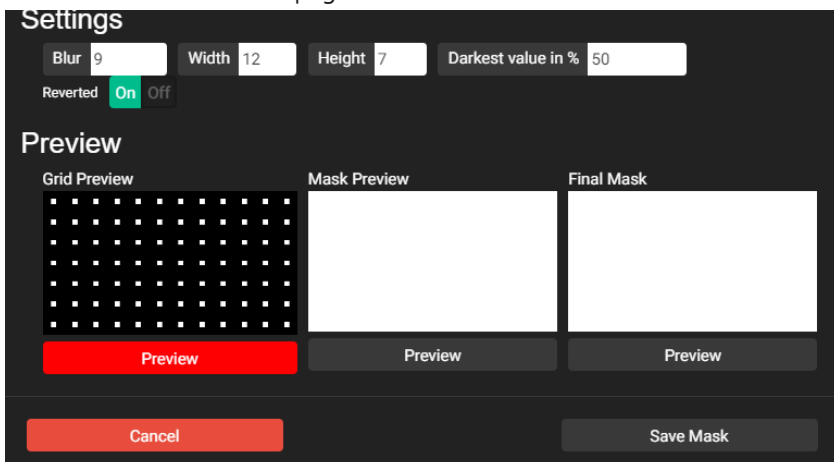 Settings
Blur 9 Width 12 Height 7 Darkest value in % 50
Reverted On Off
Preview
Grid Preview Mask Preview Final Mask
Preview Preview Preview
Cancel Save Mask